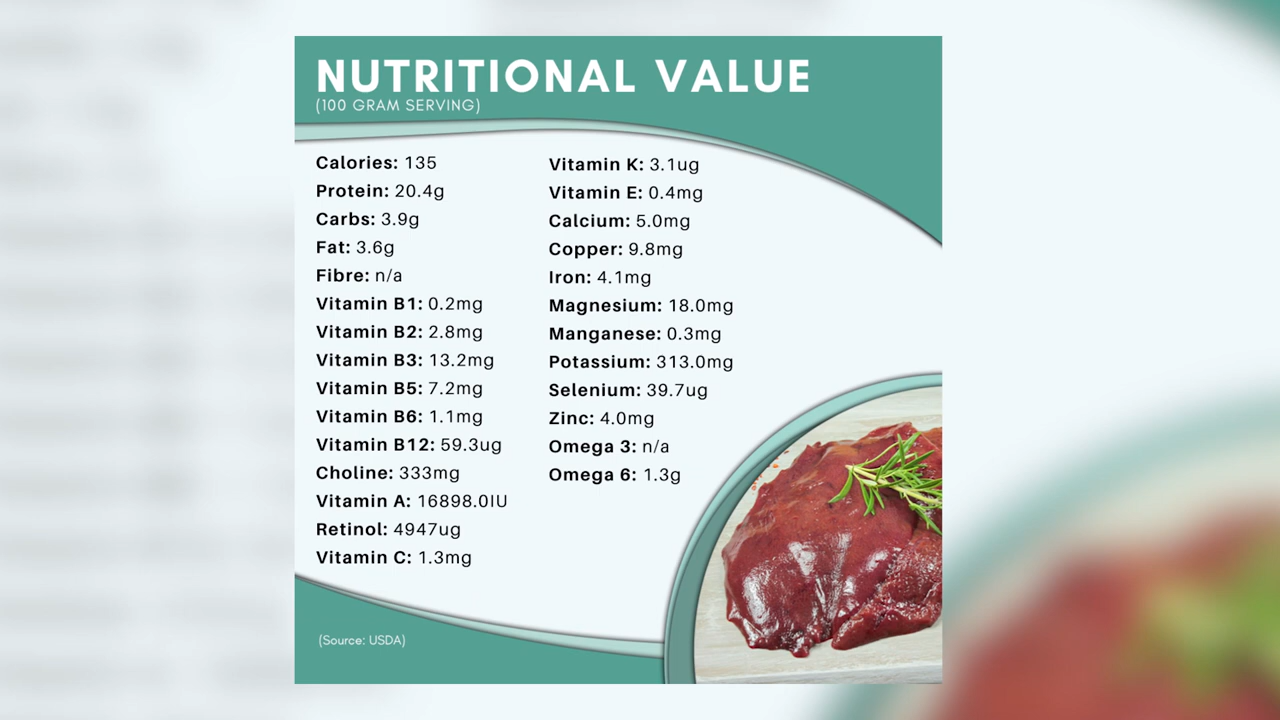 NUTRITIONAL VALUE
(100 GRAM SERVING)
Calories: 135
Protein: 20.4g
Carbs: 3.9g
Fat: 3.6g
Fibre: n/a
Vitamin B1: 0.2mg
Vitamin B2: 2.8mg
Vitamin B3: 13.2mg
Vitamin B5: 7.2mg
Vitamin B6: 1.1mg
Vitamin B12: 59.3ug
Choline: 333mg
Vitamin A: 16898.0IU
Retinol: 4947ug
Vitamin C: 1.3mg
Vitamin K: 3.1ug
Vitamin E: 0.4mg
Calcium: 5.0mg
Copper: 9.8mg
Iron: 4.1mg
Magnesium: 18.0mg
Manganese: 0.3mg
Potassium: 313.0mg
Selenium: 39.7ug
Zinc: 4.0mg
Omega 3: n/a
Omega 6: 1.3g
(Source: USDA)